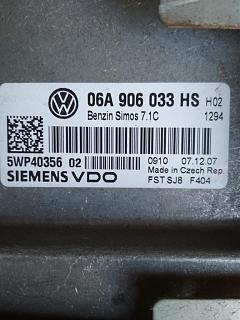 06A 906 033 HS H02
Benzin Simos 7.1C 1294
5WP40356 02 0910 07.12.07
Made in Czech Rep.
SIEMENS VDO FST SJ8 F404